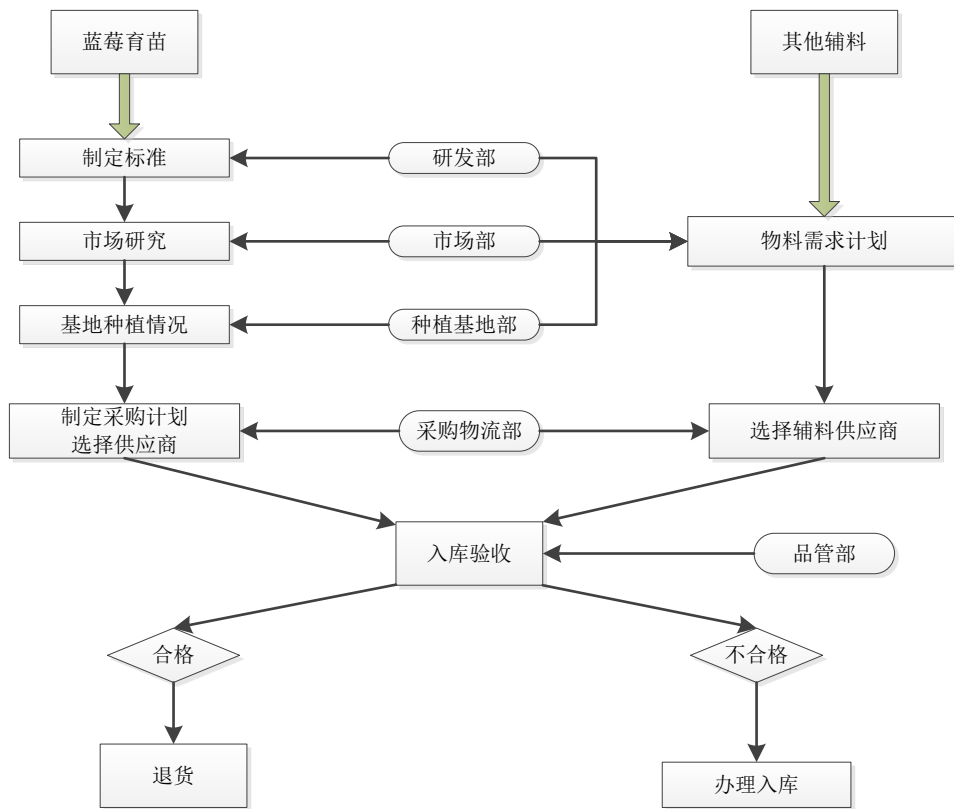 蓝莓育苗
其他辅料
制定标准
研发部
市场研究
市场部
物料需求计划
基地种植情况
种植基地部
制定采购计划
选择供应商
采购物流部
选择辅料供应商
入库验收
品管部
合格
不合格
退货
办理入库